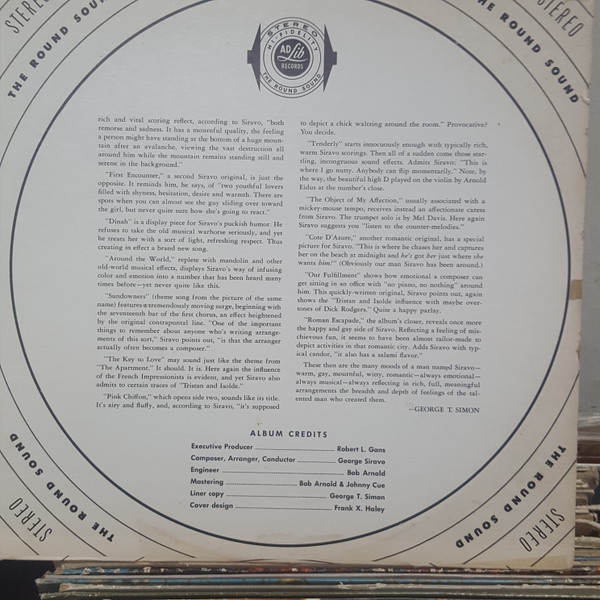 STEREO
THE ROUND SOUND
STEREO
THE ROUND SOUND
STEREO
HI-FIDELITY
AD Lib
RECORDS
THE ROUND SOUND
rich and vital scoring reflect, according to Siravo, "both
remorse and sadness. It has a mournful quality, the feeling
a person might have standing at the bottom of a huge moun-
tain after an avalanche, viewing the vast destruction all
around him while the mountain remains standing still and
serene in the background."
"First Encounter," a second Siravo original, is just the
opposite. It reminds him, he says, of "two youthful lovers
filled with shyness, hesitation, desire and warmth. There are
spots when you can almost see the guy sliding over toward
the girl, but never quite sure how she's going to react."
"Dinah" is a display piece for Siravo's puckish humor. He
refuses to take the old musical warhorse seriously, and yet
he treats her with a sort of light, refreshing respect. Thus
creating in effect a brand new song.
"Around the World," replete with mandolin and other
old-world musical effects, displays Siravo's way of infusing
color and emotion into a number that has been heard many
times before—yet never quite like this.
"Sundowners" (theme song from the picture of the same
name) features a tremendously moving surge, beginning with
the seventeenth bar of the first chorus, an effect heightened
by the original contrapuntal line. "One of the important
things to remember about anyone who's writing arrange-
ments of this sort," Siravo points out, "is that the arranger
actually often becomes a composer."
"The Key to Love" may sound just like the theme from
"The Apartment." It should. It is. Here again the influence
of the French Impressionists is evident, and yet Siravo also
admits to certain traces of "Tristan and Isolde."
"Pink Chiffon," which opens side two, sounds like its title.
It's airy and fluffy, and, according to Siravo, "it's supposed
to depict a chick waltzing around the room." Provocative?
You decide.
"Tenderly" starts innocuously enough with typically rich,
warm Siravo scorings. Then all of a sudden come those star-
tling, incongruous sound effects. Admits Siravo: "This is
where I go nutty. Anybody can flip momentarily." Note, by
the way, the beautiful high D played on the violin by Arnold
Eidus at the number's close.
"The Object of My Affection," usually associated with a
mickey-mouse tempo, receives instead an affectionate caress
from Siravo. The trumpet solo is by Mel Davis. Here again
Siravo suggests you "listen to the counter-melodies."
"Cote D'Azure," another romantic original, has a special
picture for Siravo. "This is where he chases her and captures
her on the beach at midnight and he's got her just where she
wants him!" (Obviously our man Siravo has been around.)
"Our Fulfillment" shows how emotional a composer can
get sitting in an office with "no piano, no nothing" around
him. This quickly-written original, Siravo points out, again
shows the "Tristan and Isolde influence with maybe over-
tones of Dick Rodgers." Quite a happy parlay.
"Roman Escapade," the album's closer, reveals once more
the happy and gay side of Siravo. Reflecting a feeling of mis-
chievous fun, it seems to have been almost tailor-made to
depict activities in that romantic city. Adds Siravo with typ-
ical candor, "it also has a salami flavor."
These then are the many moods of a man named Siravo—
warm, gay, mournful, witty, romantic—always emotional—
always musical—always reflecting in rich, full, meaningful
arrangements the breadth and depth of feelings of the tal-
ented man who created them.
—GEORGE T. SIMON
ALBUM CREDITS
Executive Producer Robert L. Gans
Composer, Arranger, Conductor George Siravo
Engineer Bob Arnold
Mastering Bob Arnold & Johnny Cue
Liner copy George T. Simon
Cover design Frank X. Haley
THE ROUND SOUND
STEREO
THE ROUND SOUND
STEREO